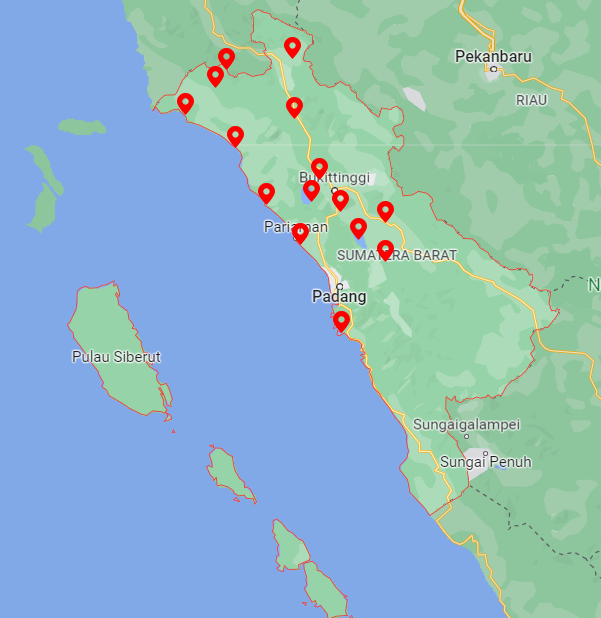 Pekanbaru
RIAU
Bukittinggi
Pariaman
SUMATERA BARAT
N
Padang
Pulau Siberut
Sungaigalampei
Sungai Penuh